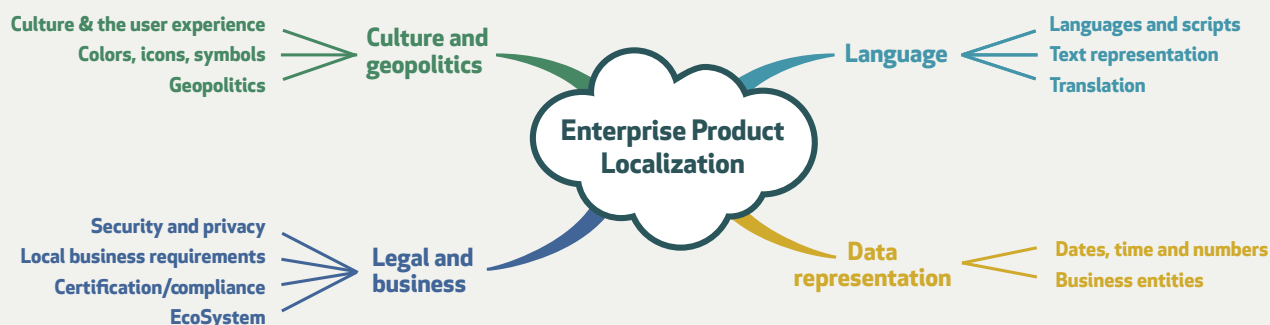 Culture & the user experience
Colors, icons, symbols
Geopolitics
Culture and
geopolitics
Enterprise Product
Localization
Language
Languages and scripts
Text representation
Translation
Security and privacy
Local business requirements
Certification/compliance
EcoSystem
Legal and
business
Data
representation
Dates, time and numbers
Business entities